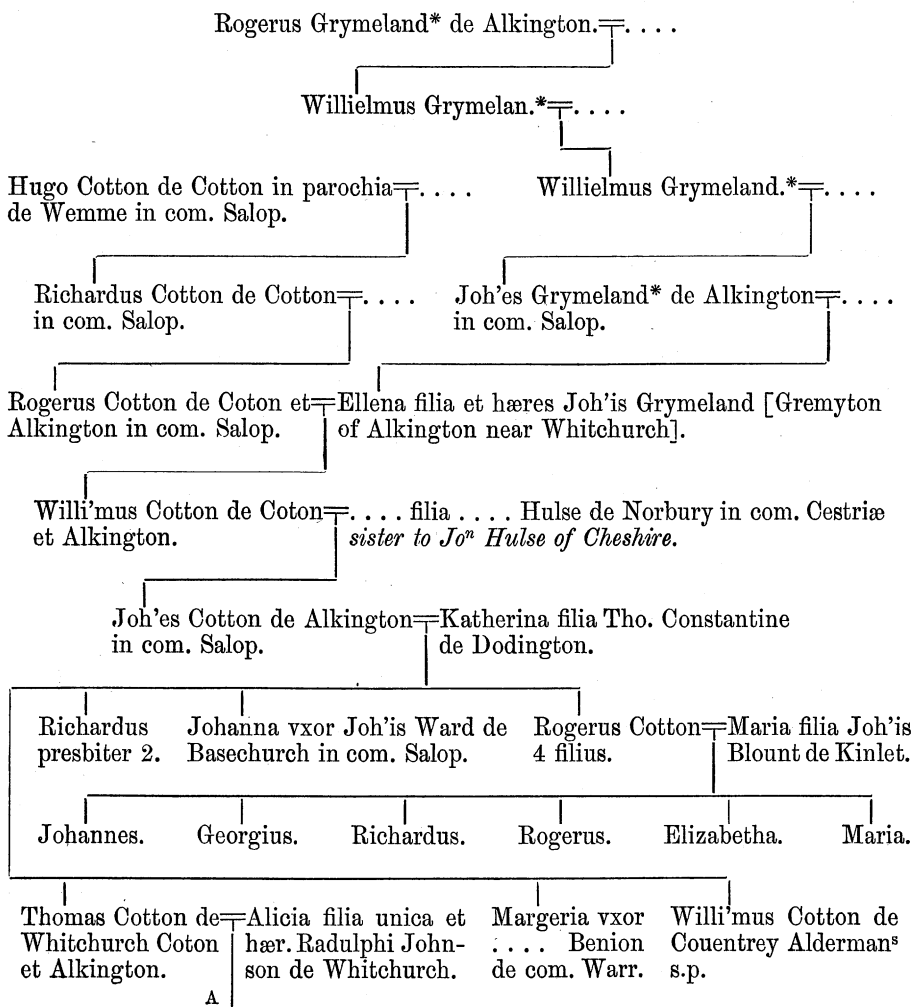 Rogerus Grymeland* de Alkington.=. . . .
Willielmus Grymelan.*=. . . .
Hugo Cotton de Cotton in parochia=. . . .
de Wemme in com. Salop.
Willielmus Grymeland.*=. . . .
Richardus Cotton de Cotton=. . . .
in com. Salop.
Joh'es Grymeland* de Alkington=. . . .
in com. Salop.
Rogerus Cotton de Coton et=Ellena filia et hæres Joh'is Grymeland [Gremyton
Alkington in com. Salop.
of Alkington near Whitchurch].
Willi'mus Cotton de Coton=. . . . filia . . . . Hulse de Norbury in com. Cestriæ
et Alkington.
sister to Joⁿ Hulse of Cheshire.
Joh'es Cotton de Alkington=Katherina filia Tho. Constantine
in com. Salop.
de Dodington.
Richardus
presbiter 2.
Johanna vxor Joh'is Ward de
Basechurch in com. Salop.
Rogerus Cotton=Maria filia Joh'is
4 filius.
Blount de Kinlet.
Johannes. Georgius. Richardus. Rogerus. Elizabetha. Maria.
Thomas Cotton de=Alicia filia unica et
Whitchurch Coton
et Alkington.
hær. Radulphi John-
son de Whitchurch.
Margeria vxor
. . . . Benion
de com. Warr.
Willi'mus Cotton de
Couentrey Aldermanˢ
s.p.
A